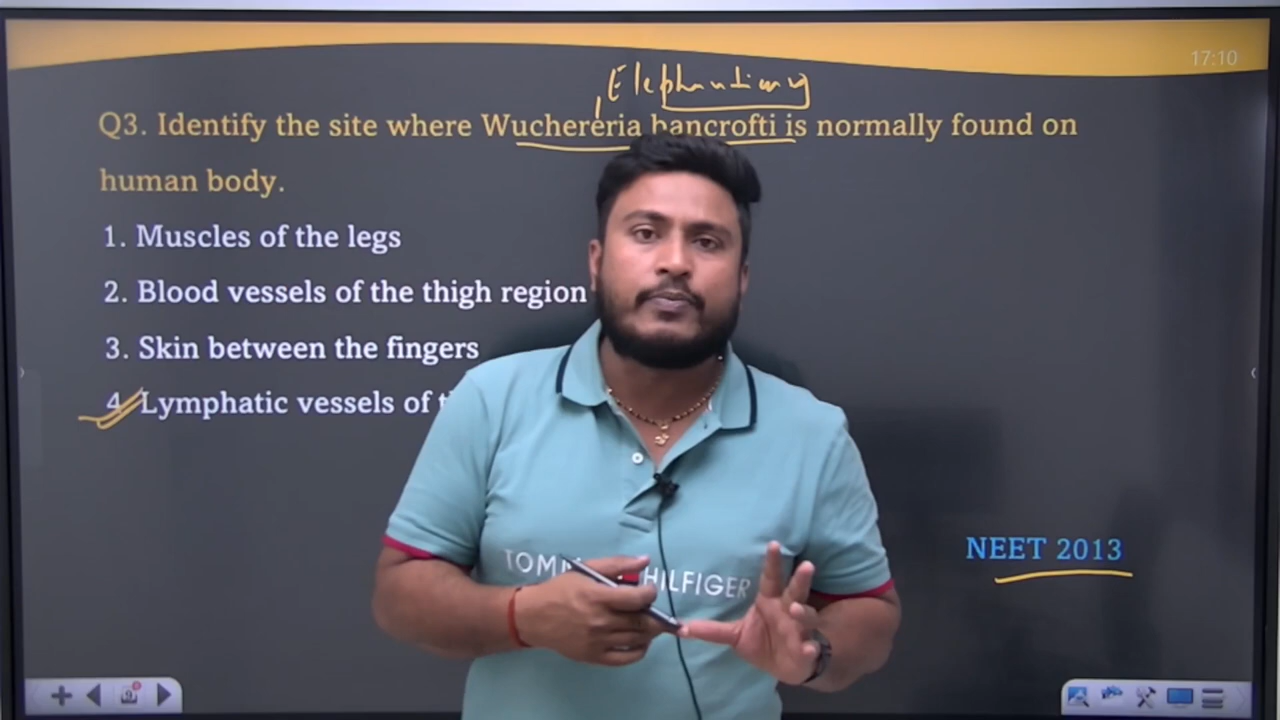 17:10
Q3. Identify the site where Wuchereria bancrofti is normally found on
human body.
1. Muscles of the legs
2. Blood vessels of the thigh region
3. Skin between the fingers
4. Lymphatic vessels of
TOMM HILFIGER
NEET 2013